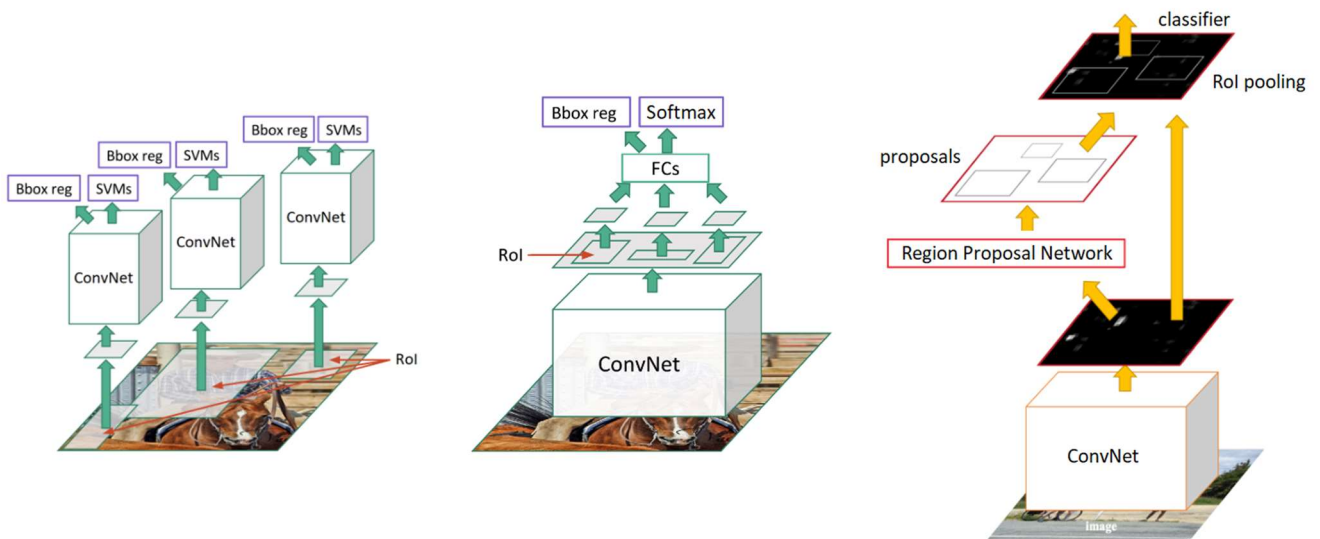 Bbox reg
SVMs
ConvNet
Bbox reg
SVMs
ConvNet
Bbox reg
SVMs
ConvNet
RoI
Bbox reg
Softmax
FCs
RoI
ConvNet
classifier
RoI pooling
proposals
Region Proposal Network
ConvNet
image